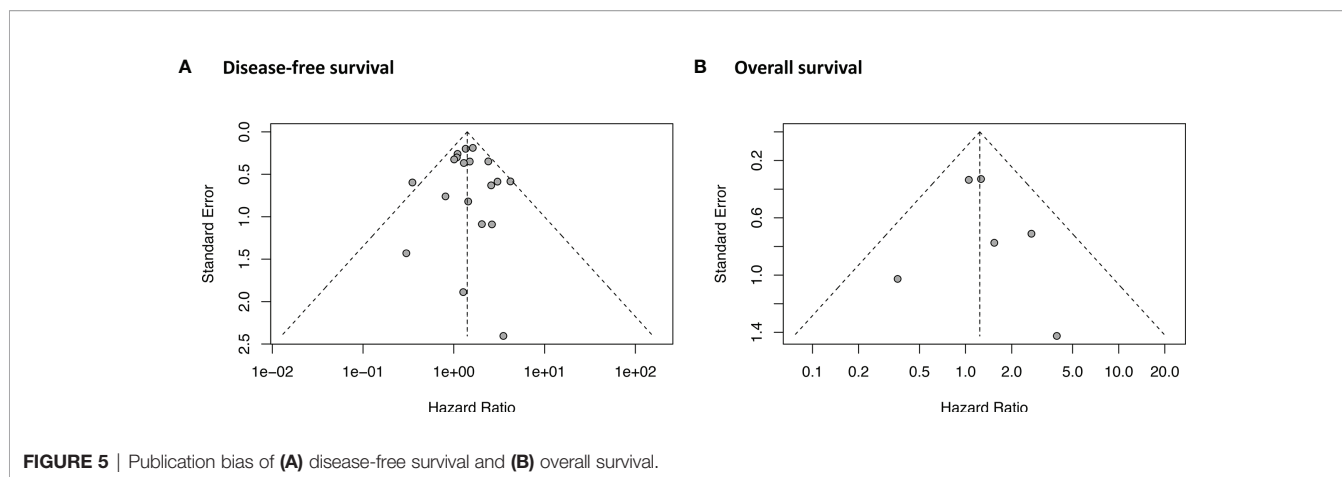 A Disease-free survival
B Overall survival
Standard Error
0.0
0.5
1.0
1.5
2.0
2.5
1e−02 1e−01 1e+00 1e+01 1e+02
Hazard Ratio
Standard Error
0.2
0.6
1.0
1.4
0.1 0.2 0.5 1.0 2.0 5.0 10.0 20.0
Hazard Ratio
FIGURE 5 | Publication bias of (A) disease-free survival and (B) overall survival.